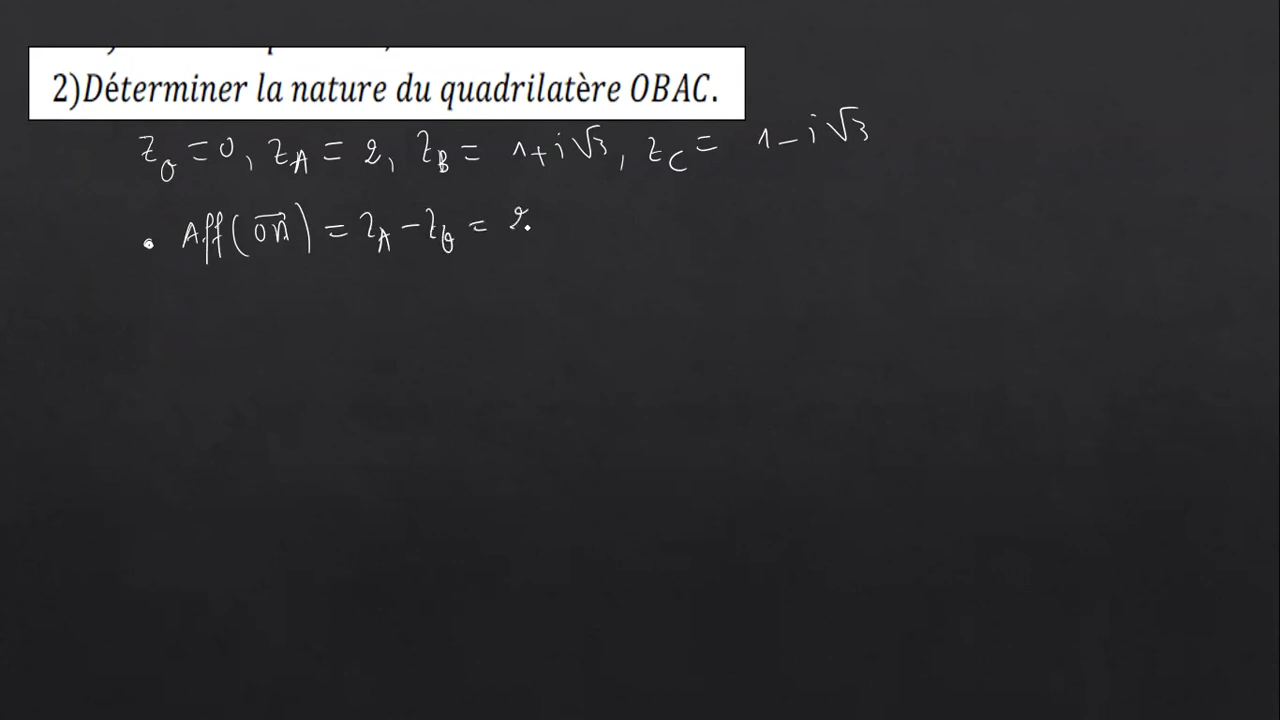 2)Déterminer la nature du quadrilatère OBAC.
z_O = 0, z_A = 2, z_B = 1+i√3, z_C = 1-i√3
• Aff(OA) = z_A - z_O = 2.